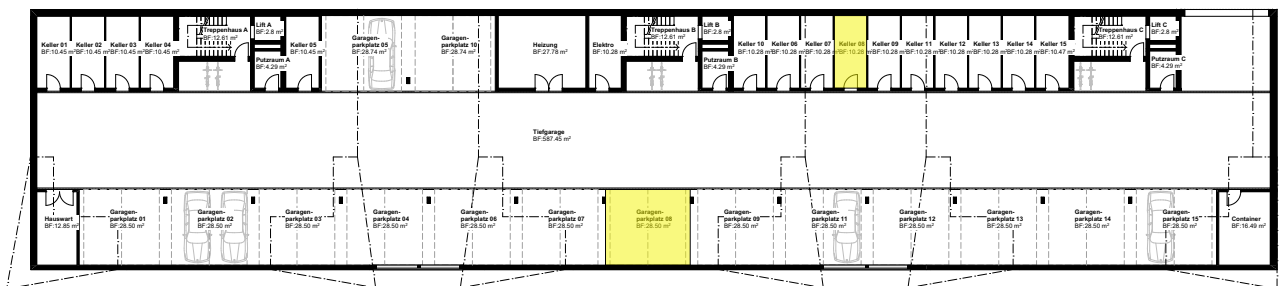 Keller 01
BF:10.45 m²
Keller 02
BF:10.45 m²
Keller 03
BF:10.45 m²
Keller 04
BF:10.45 m²
Treppenhaus A
BF:12.61 m²
Lift A
BF:2.8 m²
Putzraum A
BF:4.29 m²
Keller 05
BF:10.45 m²
Garagen-
parkplatz 05
BF:28.74 m²
Garagen-
parkplatz 10
BF:28.74 m²
Heizung
BF:27.78 m²
Elektro
BF:10.28 m²
Treppenhaus B
BF:12.61 m²
Lift B
BF:2.8 m²
Putzraum B
BF:4.29 m²
Keller 10
BF:10.28 m²
Keller 06
BF:10.28 m²
Keller 07
BF:10.28 m²
Keller 08
BF:10.28 m²
Keller 09
BF:10.28 m²
Keller 11
BF:10.28 m²
Keller 12
BF:10.28 m²
Keller 13
BF:10.28 m²
Keller 14
BF:10.28 m²
Keller 15
BF:10.47 m²
Treppenhaus C
BF:12.61 m²
Lift C
BF:2.8 m²
Putzraum C
BF:4.29 m²
Tiefgarage
BF:587.45 m²
Hauswart
BF:12.85 m²
Garagen-
parkplatz 01
BF:28.50 m²
Garagen-
parkplatz 02
BF:28.50 m²
Garagen-
parkplatz 03
BF:28.50 m²
Garagen-
parkplatz 04
BF:28.50 m²
Garagen-
parkplatz 06
BF:28.50 m²
Garagen-
parkplatz 07
BF:28.50 m²
Garagen-
parkplatz 08
BF:28.50 m²
Garagen-
parkplatz 09
BF:28.50 m²
Garagen-
parkplatz 11
BF:28.50 m²
Garagen-
parkplatz 12
BF:28.50 m²
Garagen-
parkplatz 13
BF:28.50 m²
Garagen-
parkplatz 14
BF:28.50 m²
Garagen-
parkplatz 15
BF:28.50 m²
Container
BF:16.49 m²